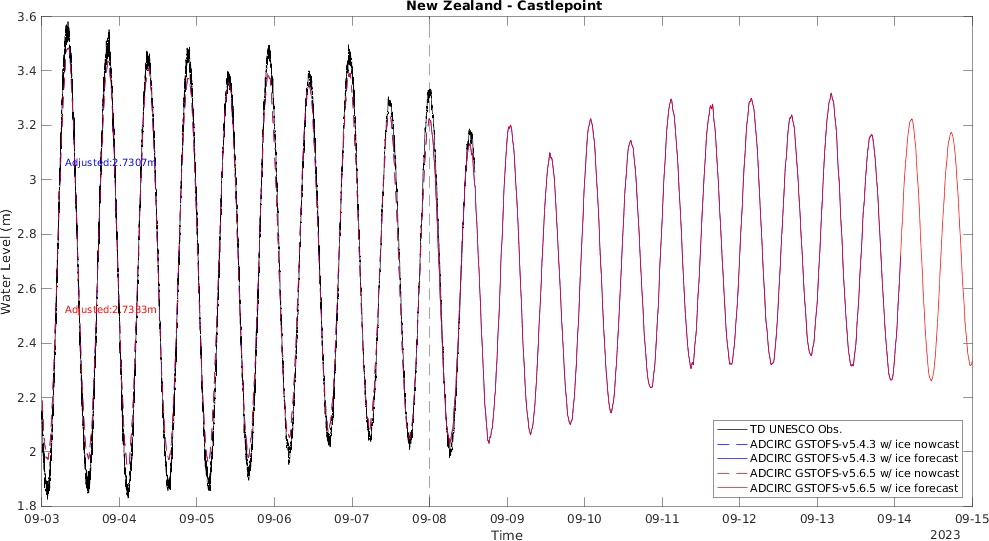 New Zealand - Castlepoint
3.6
3.4
3.2
3
2.8
2.6
2.4
2.2
2
1.8
Water Level (m)
Adjusted:2.7307m
Adjusted:2.7383m
TD UNESCO Obs.
ADCIRC GSTOFS-v5.4.3 w/ ice nowcast
ADCIRC GSTOFS-v5.4.3 w/ ice forecast
ADCIRC GSTOFS-v5.6.5 w/ ice nowcast
ADCIRC GSTOFS-v5.6.5 w/ ice forecast
09-03 09-04 09-05 09-06 09-07 09-08 09-09 09-10 09-11 09-12 09-13 09-14 09-15
Time
2023